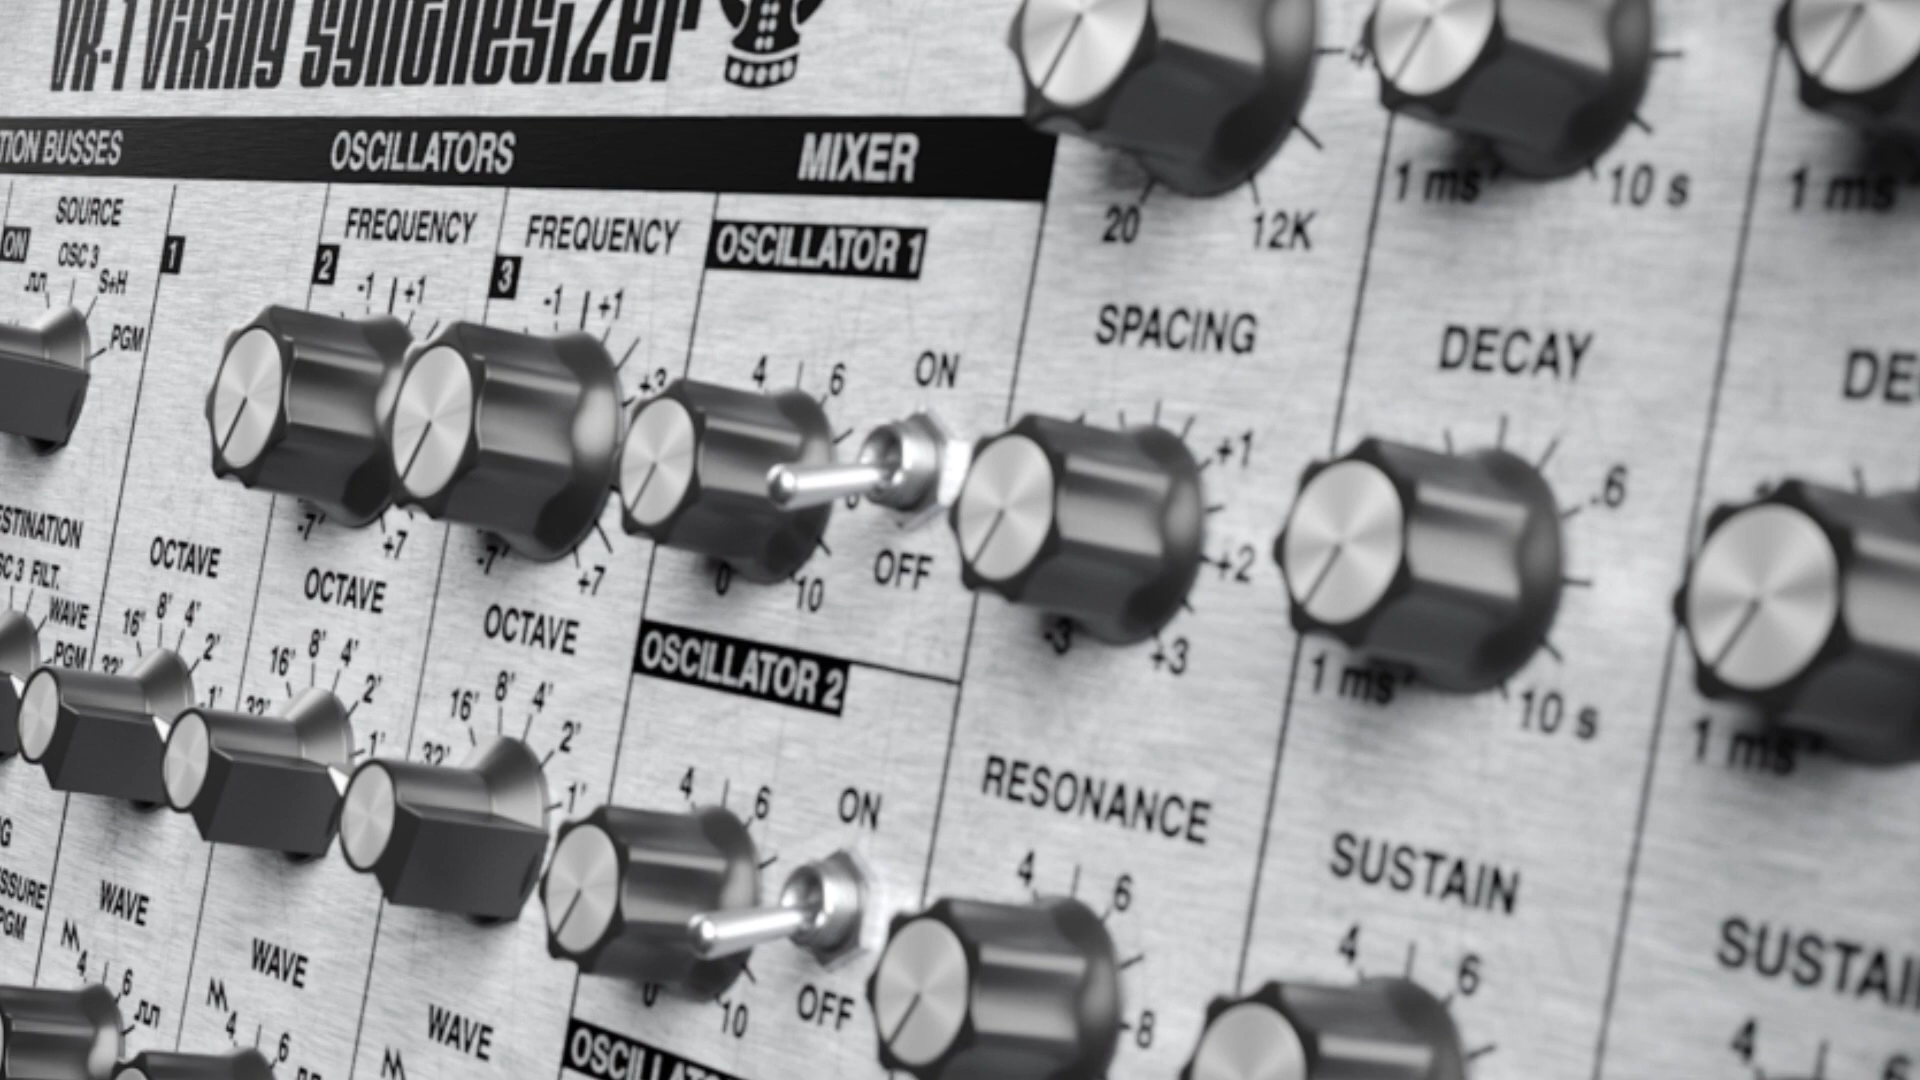 VK-1 Viking Synthesizer
TION BUSSES
OSCILLATORS
MIXER
SOURCE
ON
OSC 3
S+H
PGM
1
2
FREQUENCY
-1 +1
-7 +7
3
FREQUENCY
-1 +1
+3
-7 +7
OSCILLATOR 1
4 6
0 10
ON
OFF
20 12K
1 ms 10 s
1 ms
SPACING
+1
+2
-3 +3
DECAY
.6
1 ms 10 s
DE
1 ms
ESTINATION
SC 3 FILT.
WAVE
PGM
OCTAVE
32' 16' 8' 4' 2' 1'
OCTAVE
32' 16' 8' 4' 2' 1'
OCTAVE
32' 16' 8' 4' 2' 1'
OSCILLATOR 2
4 6
0 10
ON
OFF
RESONANCE
4 6
8
SUSTAIN
4 6
SUSTAI
4 6
G
SSURE
PGM
WAVE
4 6
WAVE
4 6
WAVE
OSCILLATO